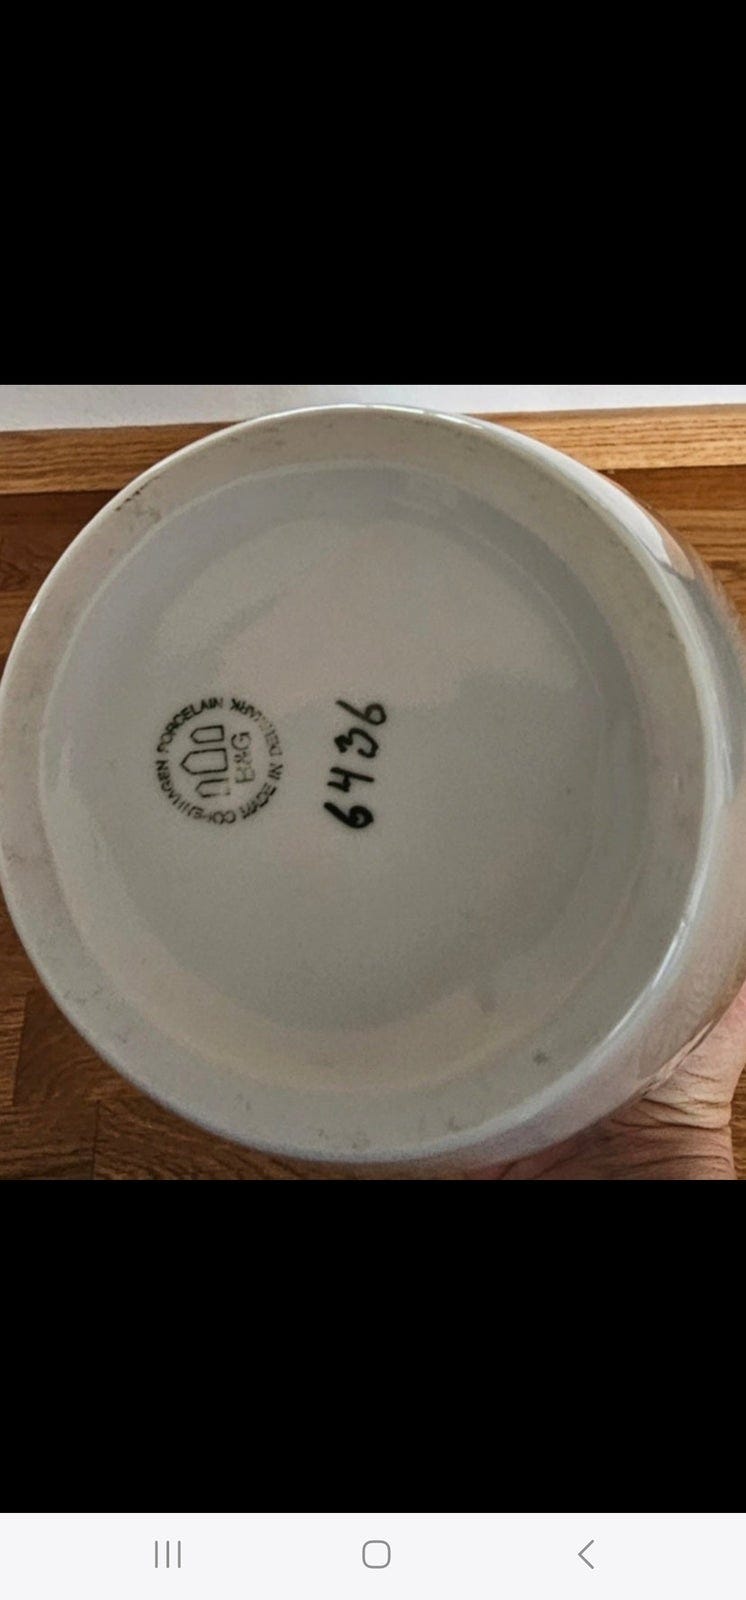 COPENHAGEN PORCELAIN
B&G
MADE IN DENMARK
6436